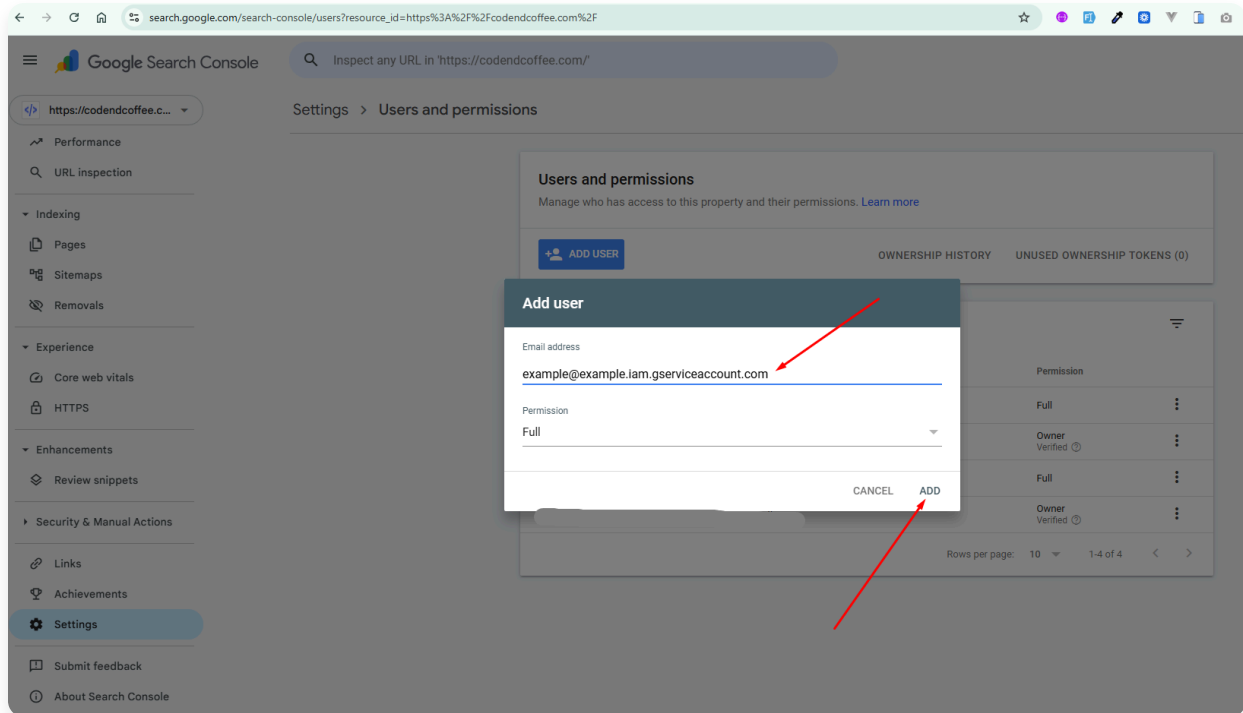 search.google.com/search-console/users?resource_id=https%3A%2F%2Fcodendcoffee.com%2F
Google Search Console
Inspect any URL in 'https://codendcoffee.com/'
https://codendcoffee.c...
Settings > Users and permissions
Performance
URL inspection
Indexing
Pages
Sitemaps
Removals
Experience
Core web vitals
HTTPS
Enhancements
Review snippets
Security & Manual Actions
Links
Achievements
Settings
Submit feedback
About Search Console
Users and permissions
Manage who has access to this property and their permissions. Learn more
ADD USER
OWNERSHIP HISTORY
UNUSED OWNERSHIP TOKENS (0)
Add user
Email address
example@example.iam.gserviceaccount.com
Permission
Full
CANCEL
ADD
Permission
Full
Owner
Verified
Full
Owner
Verified
Rows per page: 10
1-4 of 4